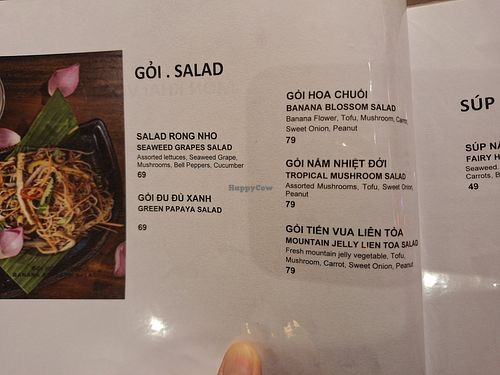 GỎI . SALAD
SALAD RONG NHO
SEAWEED GRAPES SALAD
Assorted lettuces, Seaweed Grape,
Mushrooms, Bell Peppers, Cucumber
69
GỎI ĐU ĐỦ XANH
GREEN PAPAYA SALAD
69
GỎI HOA CHUỐI
BANANA BLOSSOM SALAD
Banana Flower, Tofu, Mushroom, Carrot,
Sweet Onion, Peanut
79
GỎI NẤM NHIỆT ĐỚI
TROPICAL MUSHROOM SALAD
Assorted Mushrooms, Tofu, Sweet Onion,
Peanut
79
GỎI TIẾN VUA LIÊN TÒA
MOUNTAIN JELLY LIEN TOA SALAD
Fresh mountain jelly vegetable, Tofu,
Mushroom, Carrot, Sweet Onion, Peanut
79
SÚP
SÚP
FAIRY
Seaweed
Carrots,
49
HappyCow